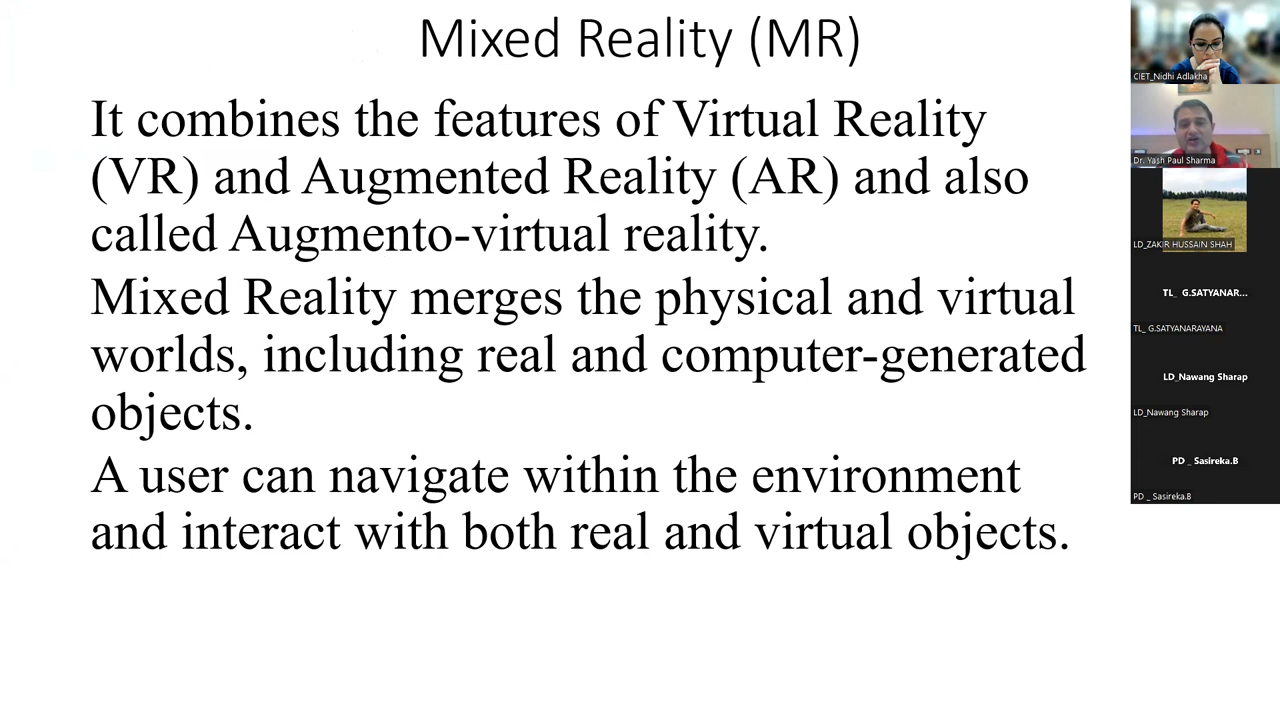 Mixed Reality (MR)
It combines the features of Virtual Reality
(VR) and Augmented Reality (AR) and also
called Augmento-virtual reality.
Mixed Reality merges the physical and virtual
worlds, including real and computer-generated
objects.
A user can navigate within the environment
and interact with both real and virtual objects.
CIET_Nidhi Adlakha
Dr. Yash Paul Sharma
LD_ZAKIR HUSSAIN SHAH
TL_ G.SATYANAR...
TL_ G.SATYANARAYANA
LD_Nawang Sharap
LD_Nawang Sharap
PD _ Sasireka.B
PD _ Sasireka.B